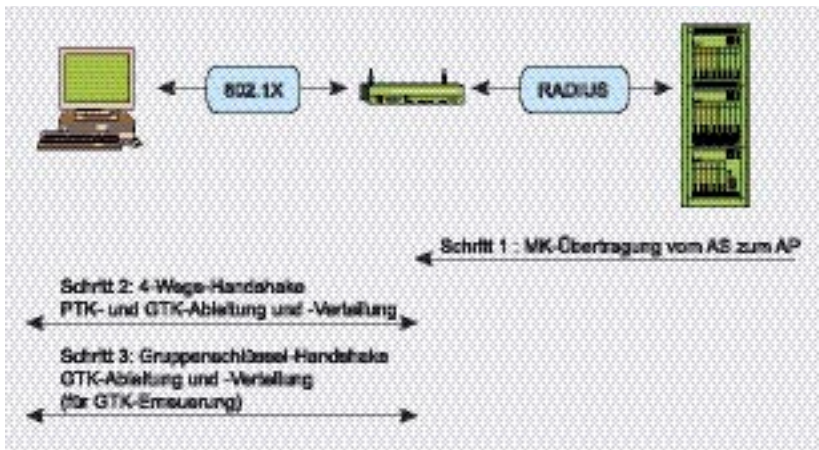 802.1X
RADIUS
Schritt 1 : MK-Übertragung vom AS zum AP
Schritt 2: 4-Wege-Handshake
PTK- und GTK-Ableitung und -Verteilung
Schritt 3: Gruppenschlüssel-Handshake
GTK-Ableitung und -Verteilung
(für GTK-Erneuerung)